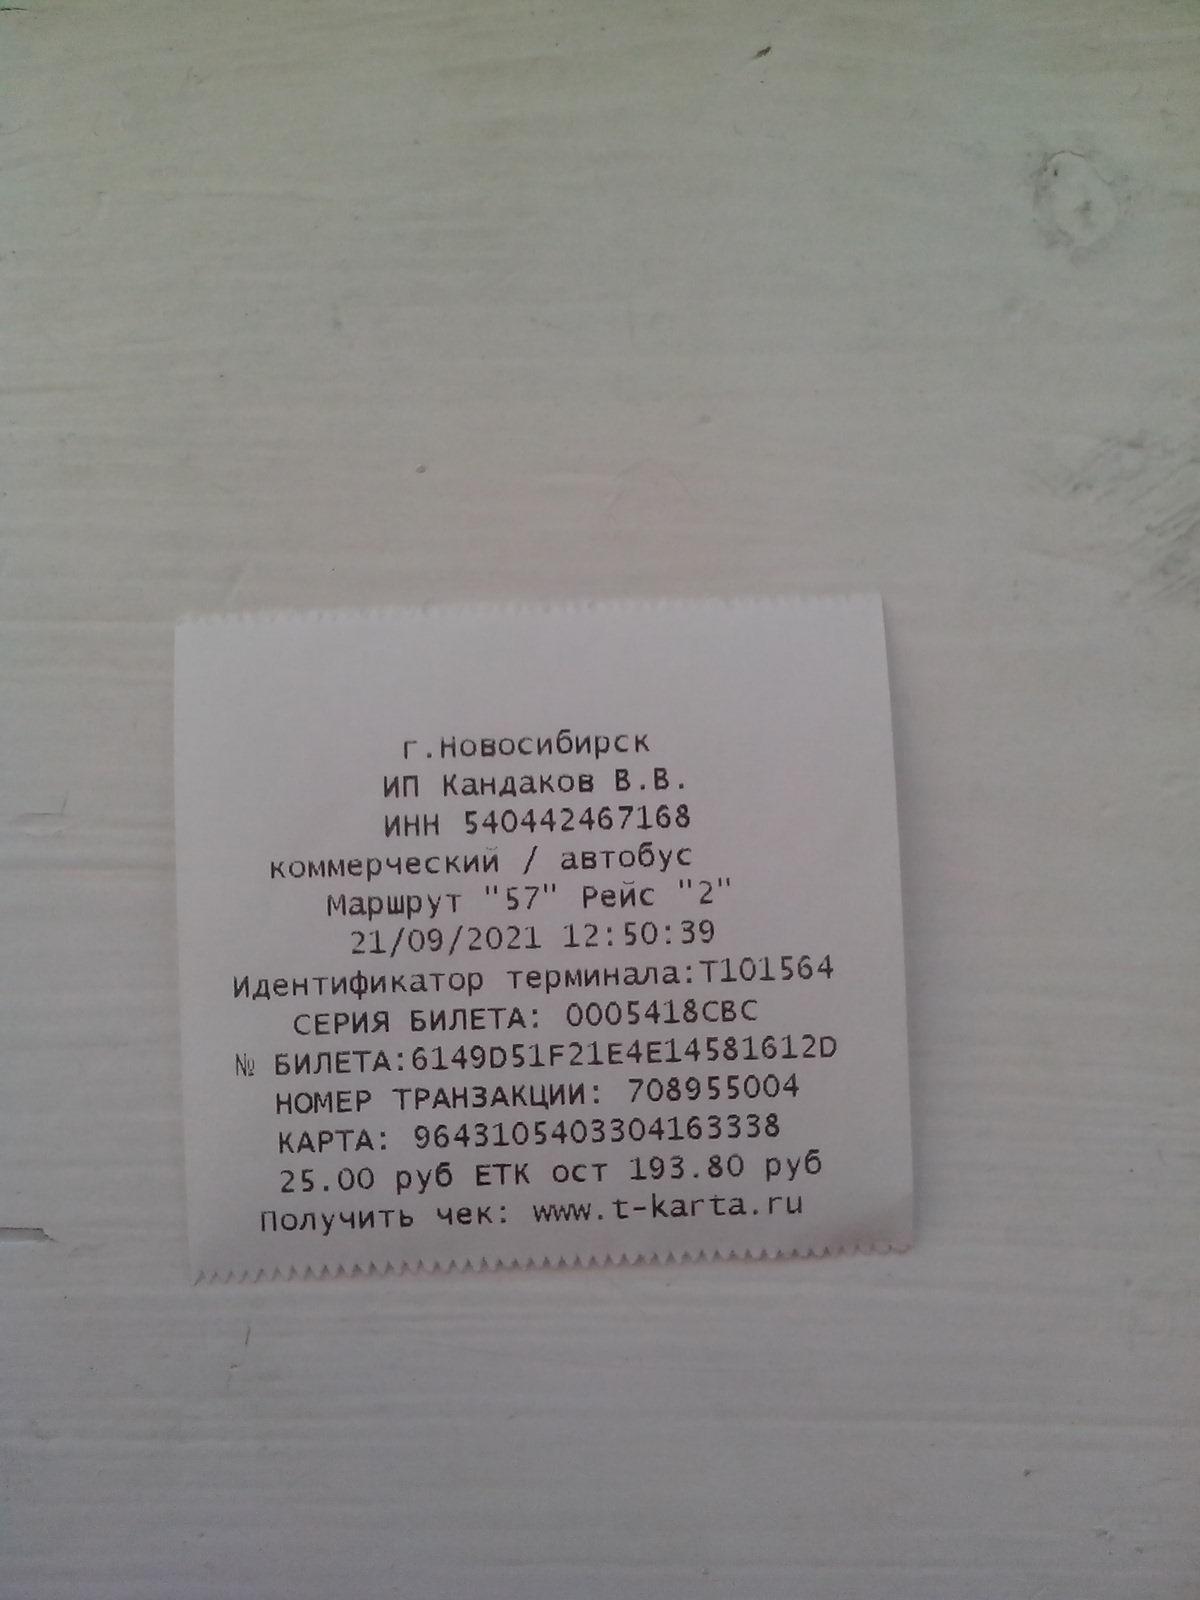 г.Новосибирск
ИП Кандаков В.В.
ИНН 540442467168
коммерческий / автобус
Маршрут "57" Рейс "2"
21/09/2021 12:50:39
Идентификатор терминала:Т101564
СЕРИЯ БИЛЕТА: 0005418CBC
№ БИЛЕТА:6149D51F21E4E14581612D
НОМЕР ТРАНЗАКЦИИ: 708955004
КАРТА: 9643105403304163338
25.00 руб ЕТК ост 193.80 руб
Получить чек: www.t-karta.ru